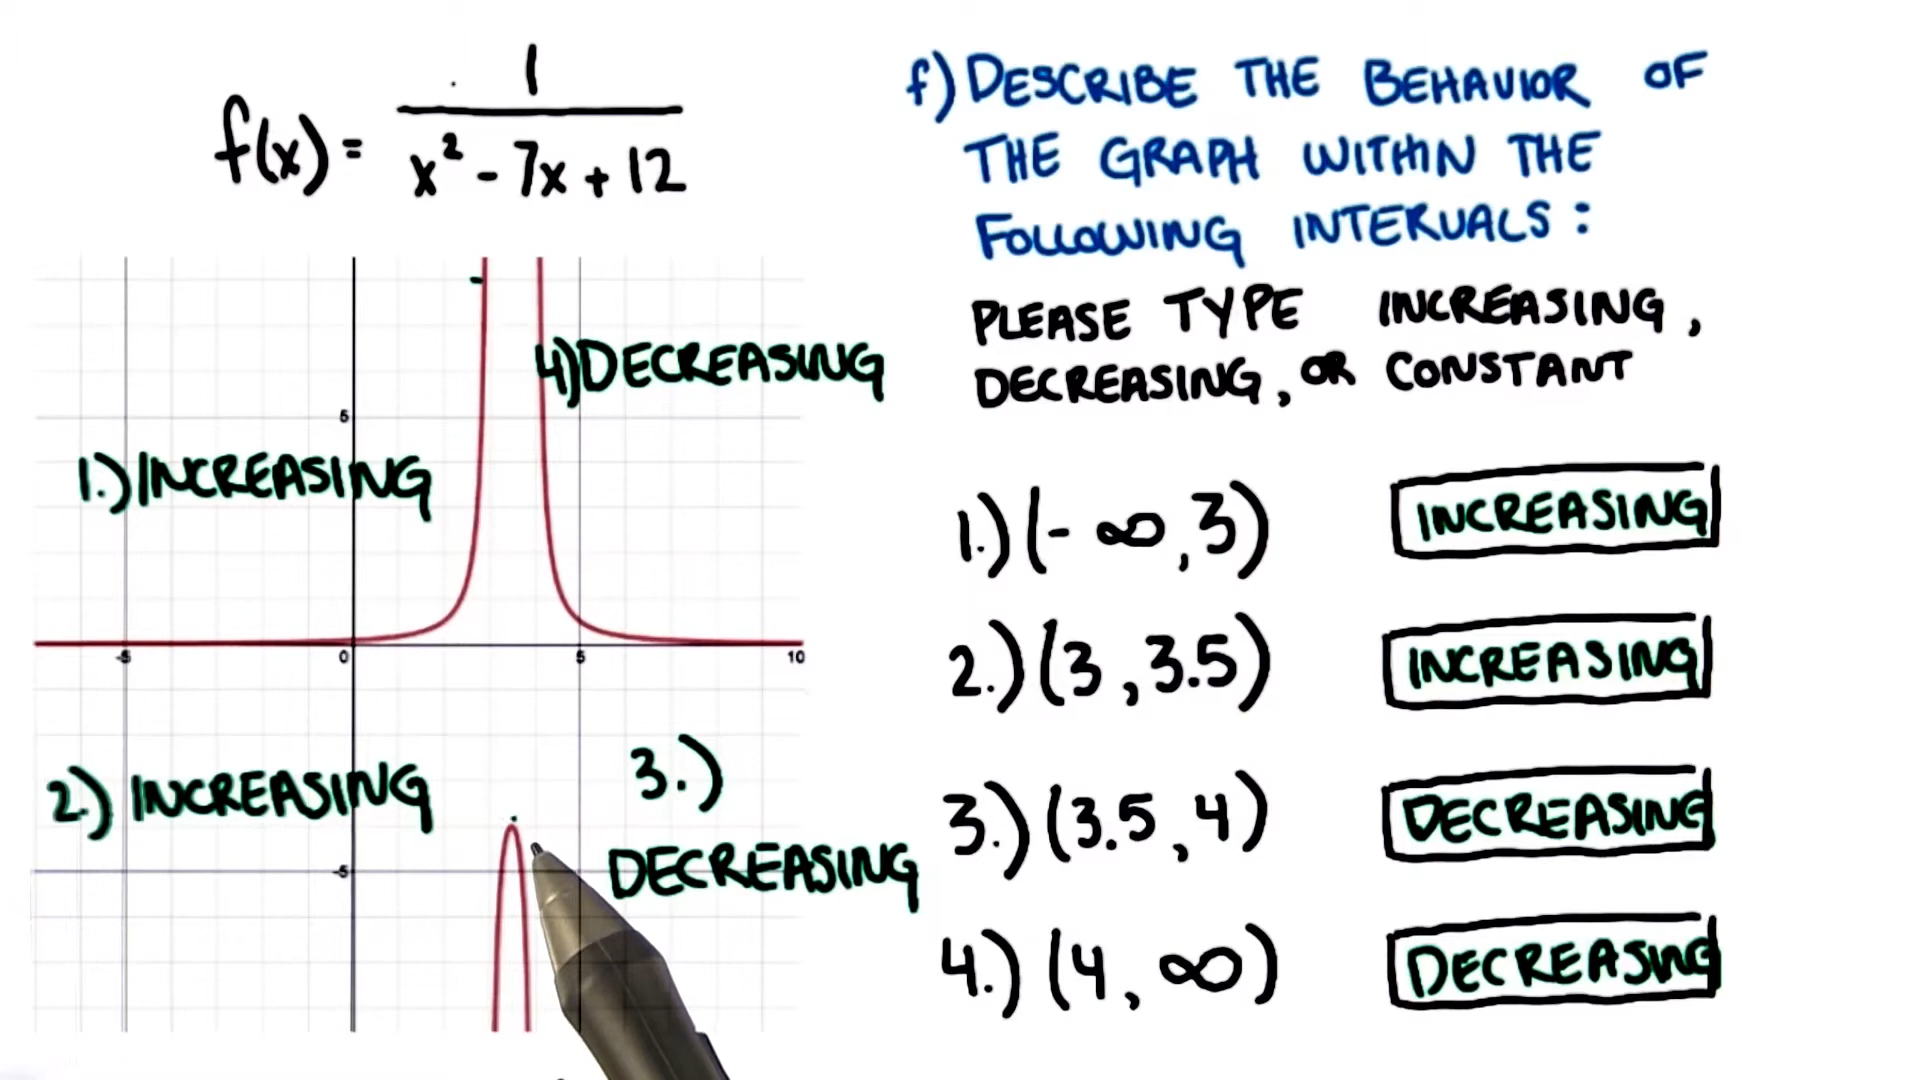 f(x) = 1 / x² - 7x + 12
f) DESCRIBE THE BEHAVIOR OF
THE GRAPH WITHIN THE
FOLLOWING INTERVALS:
PLEASE TYPE INCREASING,
DECREASING, OR CONSTANT
1.) (-∞, 3) INCREASING
2.) (3, 3.5) INCREASING
3.) (3.5, 4) DECREASING
4.) (4, ∞) DECREASING
4) DECREASING
5
1.) INCREASING
-5 0 5 10
2.) INCREASING
3.)
DECREASING
-5